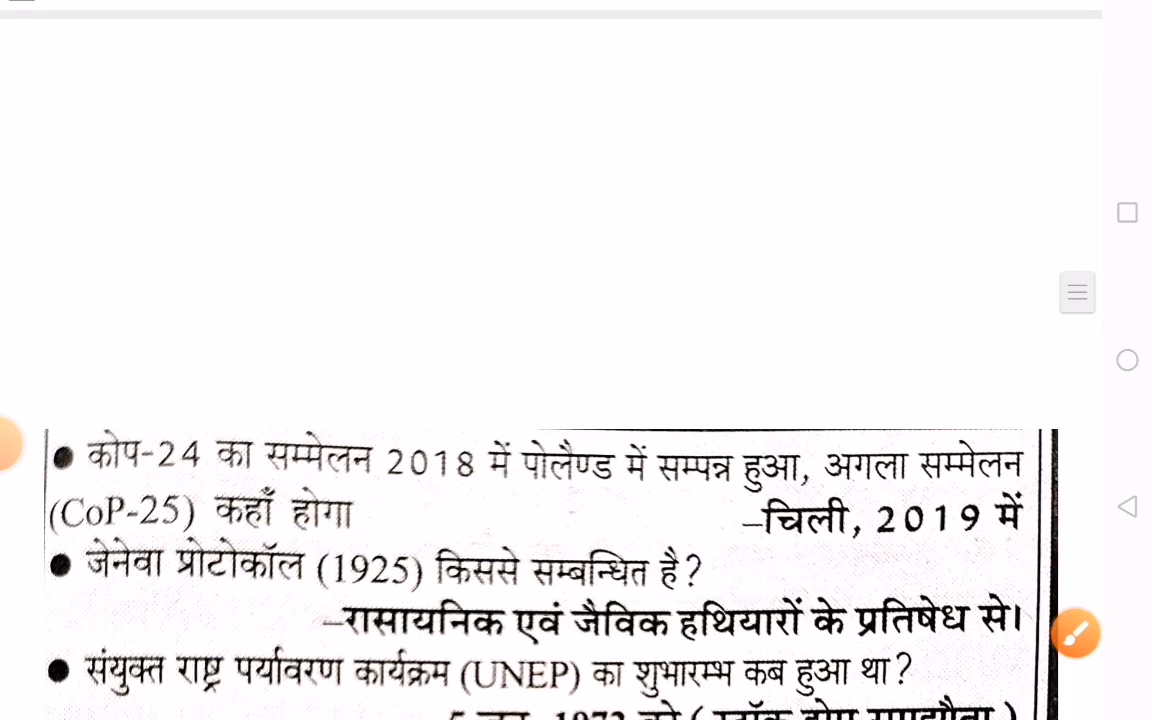 ● कोप-24 का सम्मेलन 2018 में पोलैण्ड में सम्पन्न हुआ, अगला सम्मेलन
(CoP-25) कहाँ होगा –चिली, 2019 में
● जेनेवा प्रोटोकॉल (1925) किससे सम्बन्धित है?
–रासायनिक एवं जैविक हथियारों के प्रतिषेध से।
● संयुक्त राष्ट्र पर्यावरण कार्यक्रम (UNEP) का शुभारम्भ कब हुआ था?